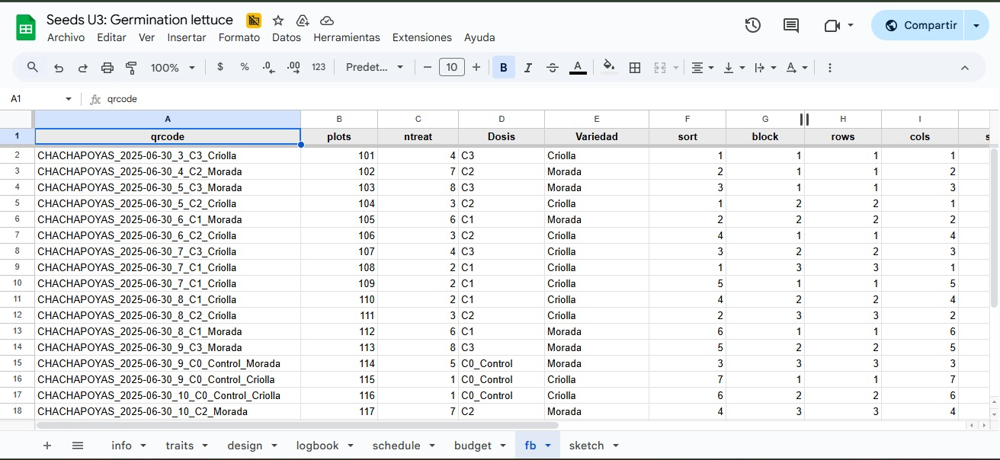 Seeds U3: Germination lettuce
Archivo Editar Ver Insertar Formato Datos Herramientas Extensiones Ayuda
Compartir
100% $ % .0 .00 123 Predet... 10 B I S A A
A1 fx qrcode
A B C D E F G H I
1 qrcode plots ntreat Dosis Variedad sort block rows cols s
2 CHACHAPOYAS_2025-06-30_3_C3_Criolla 101 4 C3 Criolla 1 1 1 1
3 CHACHAPOYAS_2025-06-30_4_C2_Morada 102 7 C2 Morada 2 1 1 2
4 CHACHAPOYAS_2025-06-30_5_C3_Morada 103 8 C3 Morada 3 1 1 3
5 CHACHAPOYAS_2025-06-30_5_C2_Criolla 104 3 C2 Criolla 1 2 2 1
6 CHACHAPOYAS_2025-06-30_6_C1_Morada 105 6 C1 Morada 2 2 2 2
7 CHACHAPOYAS_2025-06-30_6_C2_Criolla 106 3 C2 Criolla 4 1 1 4
8 CHACHAPOYAS_2025-06-30_7_C3_Criolla 107 4 C3 Criolla 3 2 2 3
9 CHACHAPOYAS_2025-06-30_7_C1_Criolla 108 2 C1 Criolla 1 3 3 1
10 CHACHAPOYAS_2025-06-30_7_C1_Criolla 109 2 C1 Criolla 5 1 1 5
11 CHACHAPOYAS_2025-06-30_8_C1_Criolla 110 2 C1 Criolla 4 2 2 4
12 CHACHAPOYAS_2025-06-30_8_C2_Criolla 111 3 C2 Criolla 2 3 3 2
13 CHACHAPOYAS_2025-06-30_8_C1_Morada 112 6 C1 Morada 6 1 1 6
14 CHACHAPOYAS_2025-06-30_9_C3_Morada 113 8 C3 Morada 5 2 2 5
15 CHACHAPOYAS_2025-06-30_9_C0_Control_Morada 114 5 C0_Control Morada 3 3 3 3
16 CHACHAPOYAS_2025-06-30_9_C0_Control_Criolla 115 1 C0_Control Criolla 7 1 1 7
17 CHACHAPOYAS_2025-06-30_10_C0_Control_Criolla 116 1 C0_Control Criolla 6 2 2 6
18 CHACHAPOYAS_2025-06-30_10_C2_Morada 117 7 C2 Morada 4 3 3 4
info traits design logbook schedule budget fb sketch